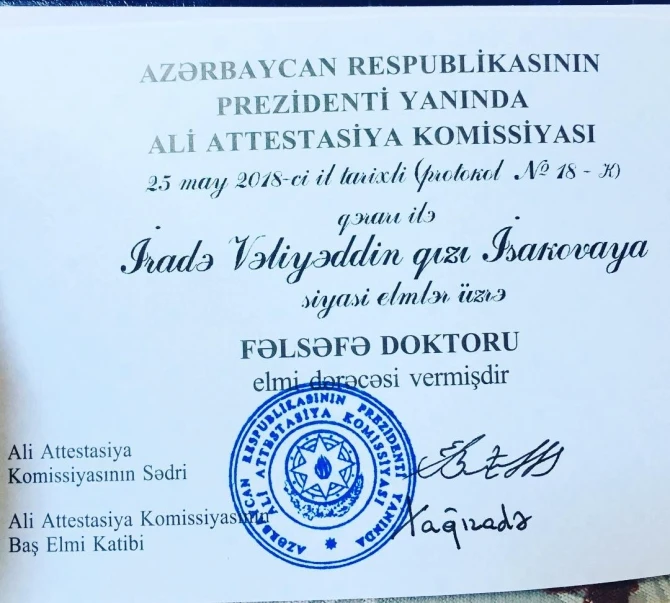 AZƏRBAYCAN RESPUBLİKASININ
PREZİDENTİ YANINDA
ALİ ATTESTASİYA KOMİSSİYASI
25 may 2018-ci il tarixli (protokol № 18 - K)
qərarı ilə
İradə Vəliyəddin qızı İsakovaya
siyasi elmlər üzrə
FƏLSƏFƏ DOKTORU
elmi dərəcəsi vermişdir
AZƏRBAYCAN RESPUBLİKASININ PREZİDENTİ YANINDA
ALİ ATTESTASİYA KOMİSSİYASI
Ali Attestasiya
Komissiyasının Sədri
Ali Attestasiya Komissiyasının
Baş Elmi Katibi
Nağızadə